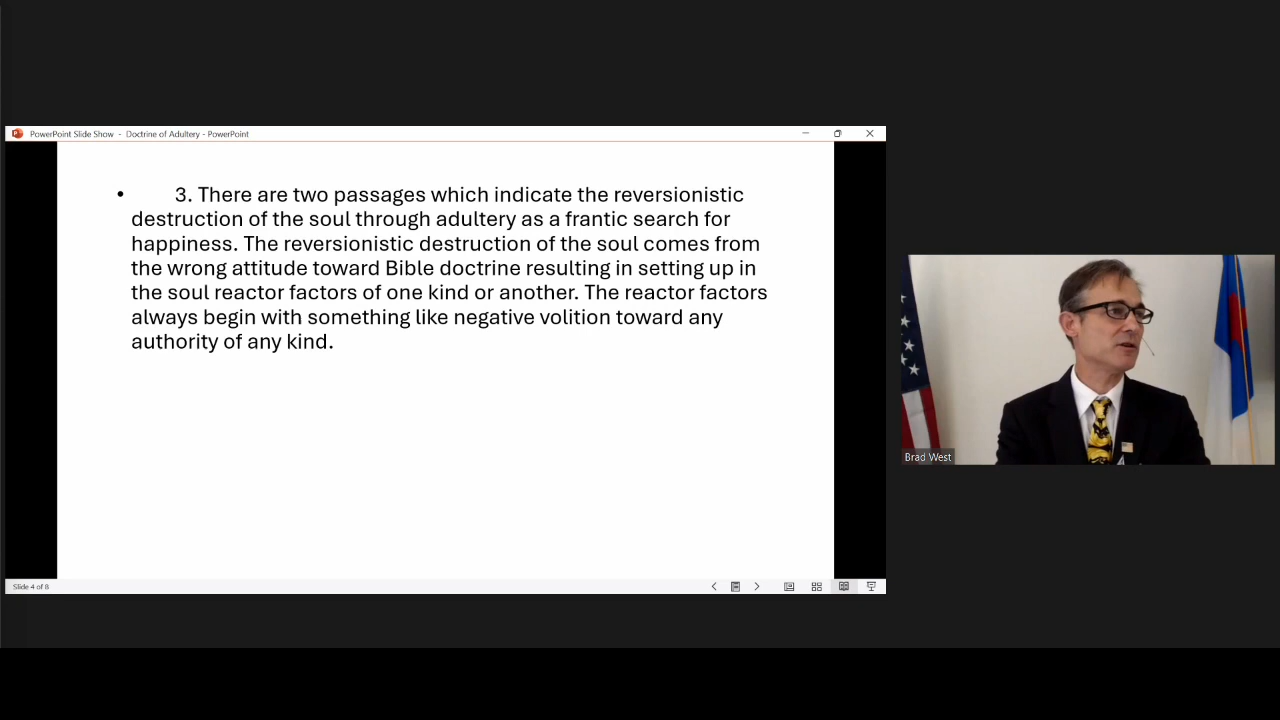 PowerPoint Slide Show - Doctrine of Adultery - PowerPoint
• 3. There are two passages which indicate the reversionistic
destruction of the soul through adultery as a frantic search for
happiness. The reversionistic destruction of the soul comes from
the wrong attitude toward Bible doctrine resulting in setting up in
the soul reactor factors of one kind or another. The reactor factors
always begin with something like negative volition toward any
authority of any kind.
Brad West
Slide 4 of 8